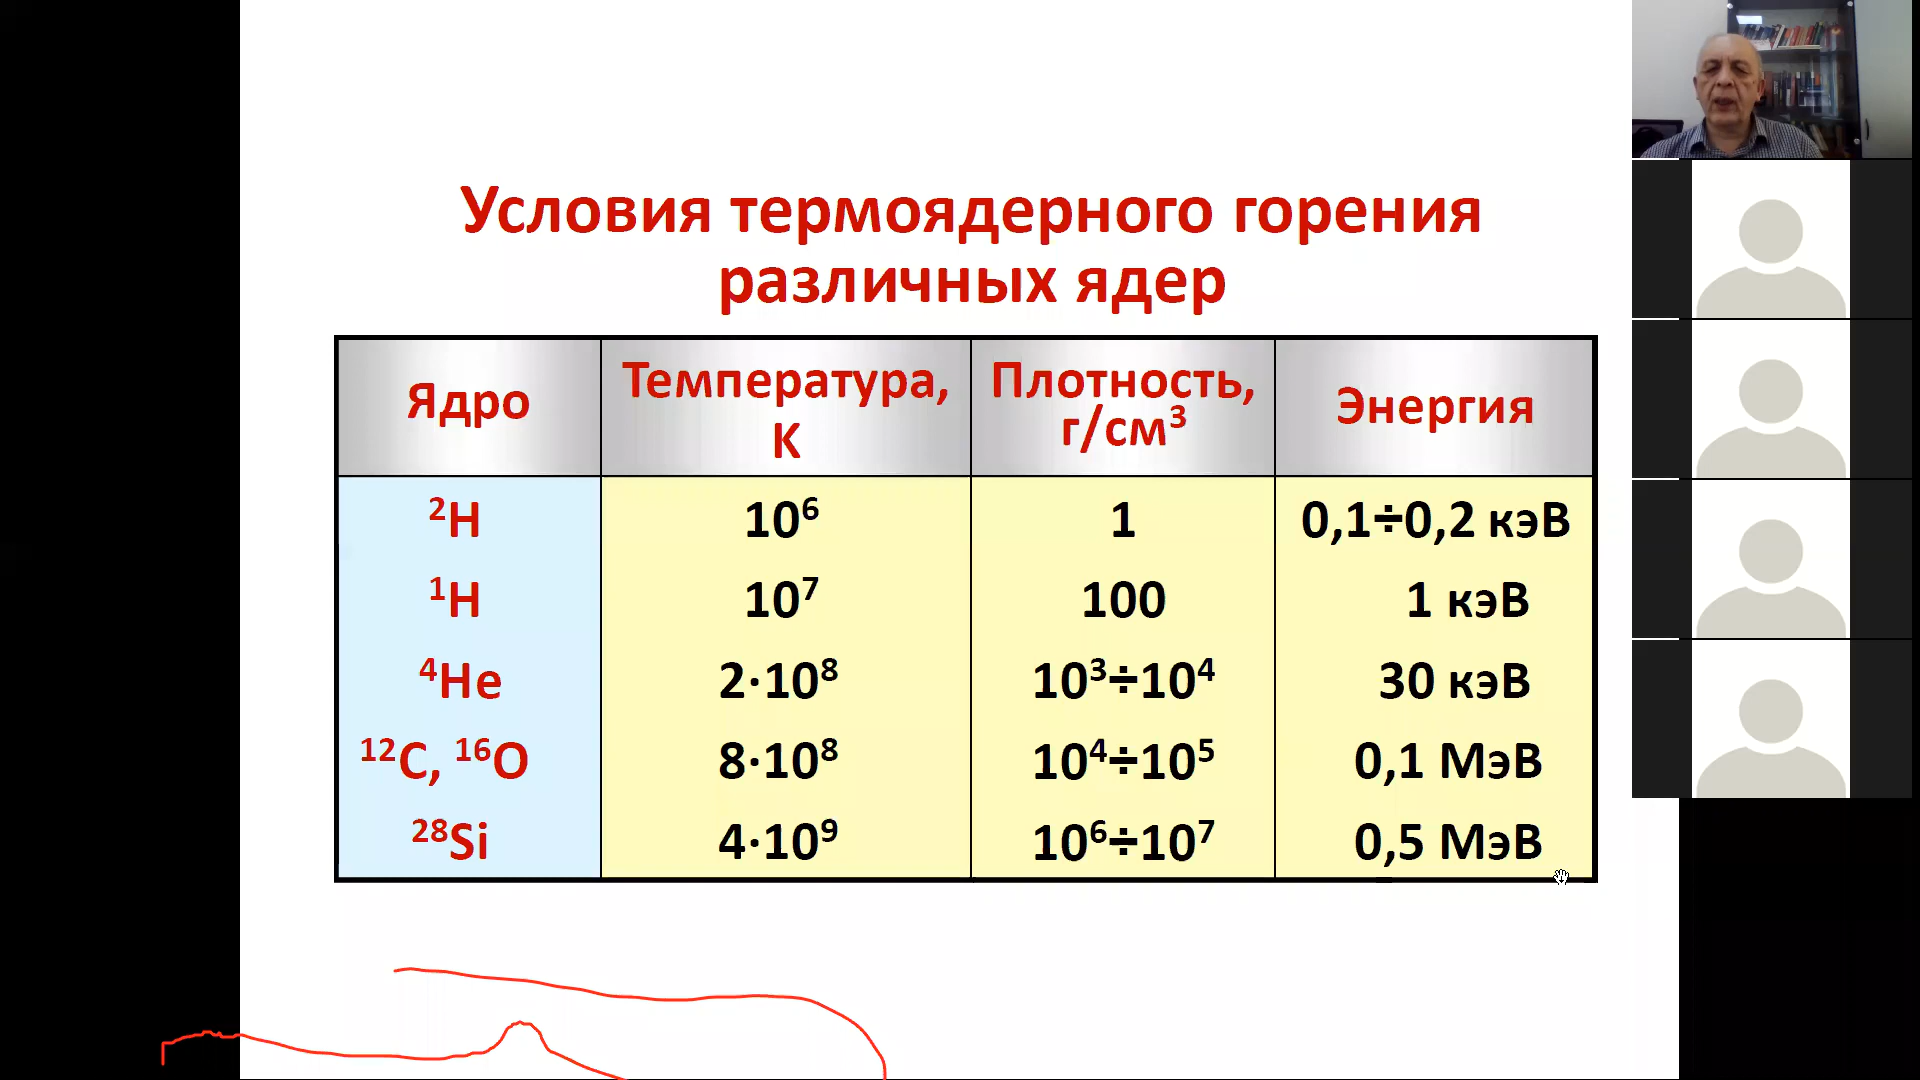 Условия термоядерного горения
различных ядер
Ядро
Температура,
К
Плотность,
г/см³
Энергия
²H 10⁶ 1 0,1÷0,2 кэВ
¹H 10⁷ 100 1 кэВ
⁴He 2·10⁸ 10³÷10⁴ 30 кэВ
¹²C, ¹⁶O 8·10⁸ 10⁴÷10⁵ 0,1 МэВ
²⁸Si 4·10⁹ 10⁶÷10⁷ 0,5 МэВ